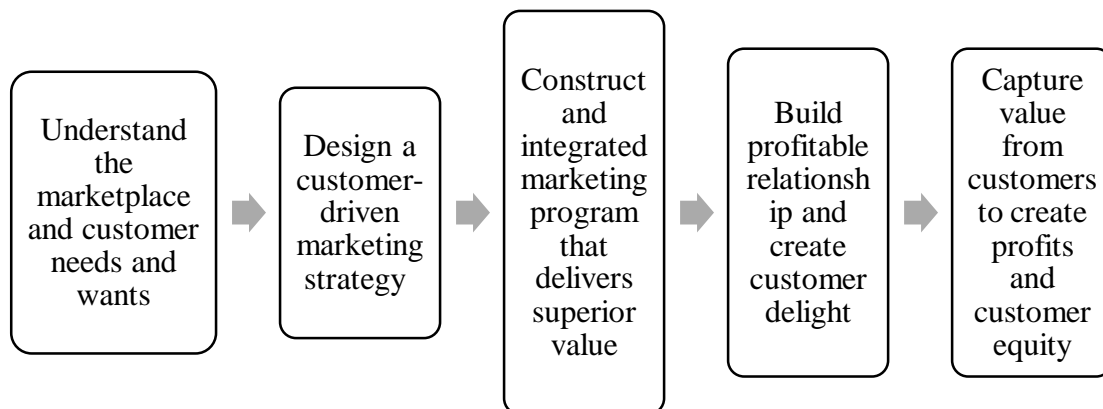 Understand
the
marketplace
and customer
needs and
wants
Design a
customer-
driven
marketing
strategy
Construct
and
integrated
marketing
program
that
delivers
superior
value
Build
profitable
relationsh
ip and
create
customer
delight
Capture
value
from
customers
to create
profits
and
customer
equity